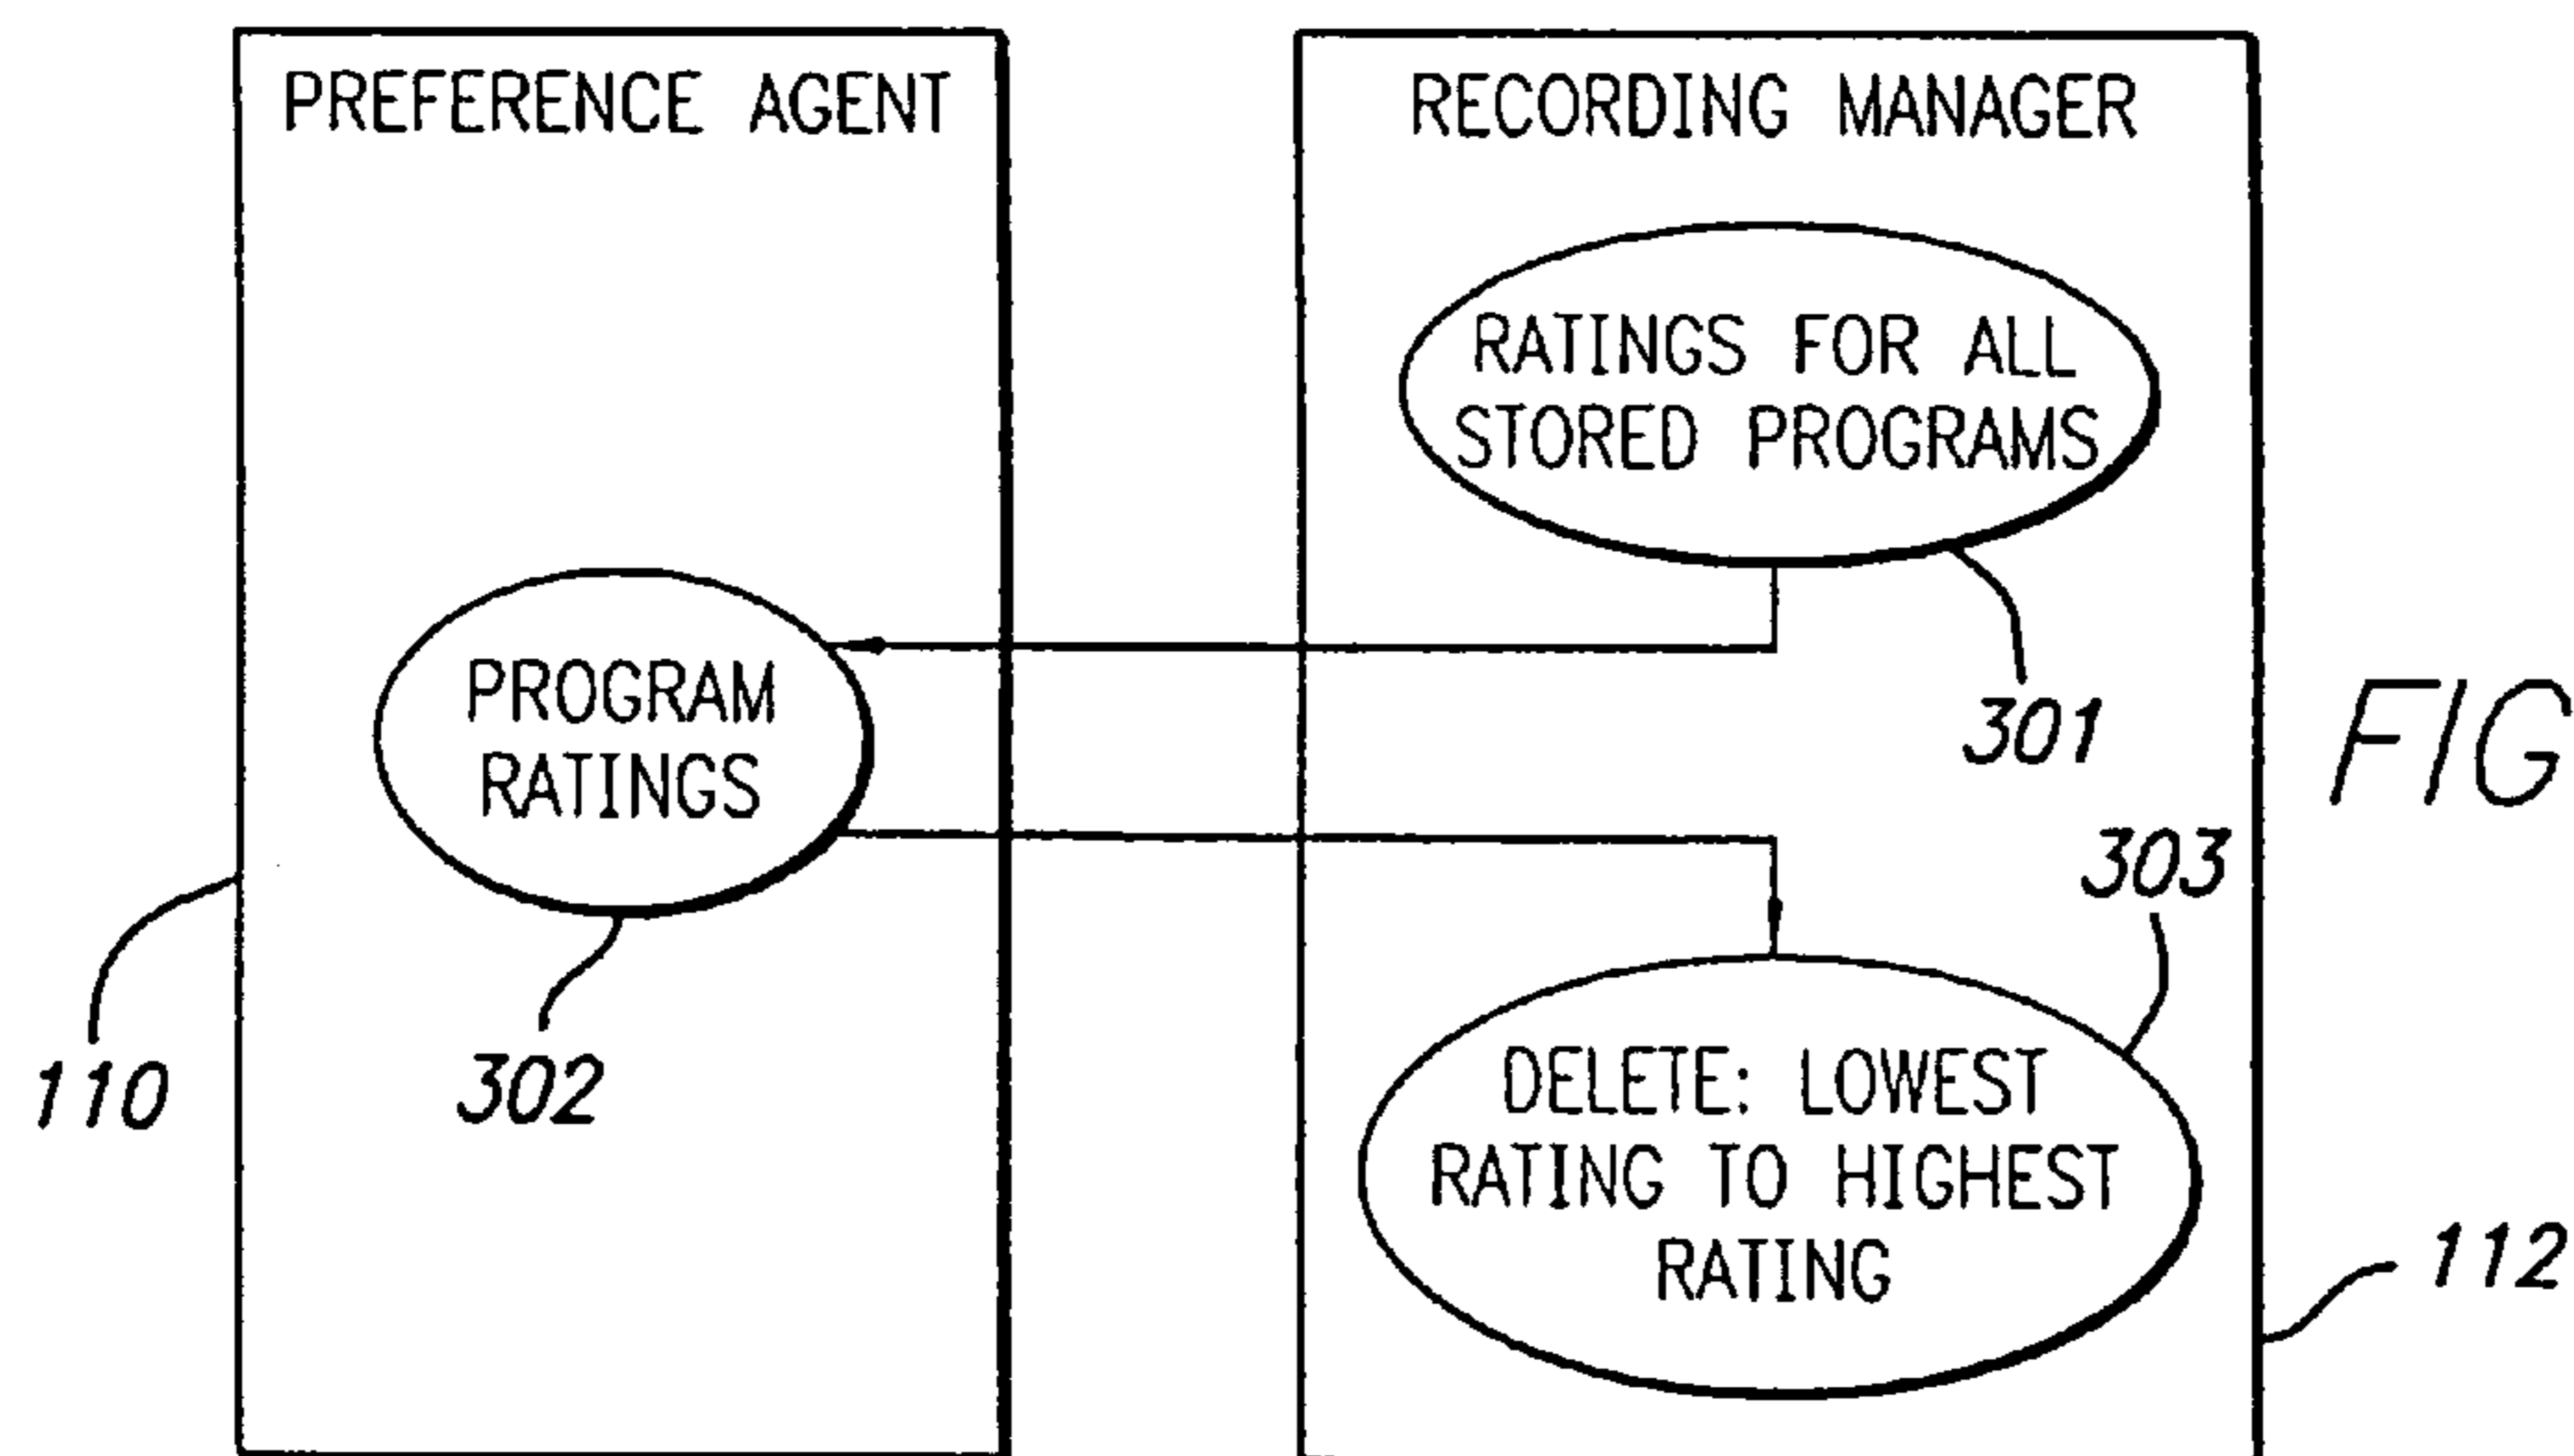 PREFERENCE AGENT
RECORDING MANAGER
RATINGS FOR ALL
STORED PROGRAMS
301
PROGRAM
RATINGS
302
110
FIG
303
DELETE: LOWEST
RATING TO HIGHEST
RATING
112